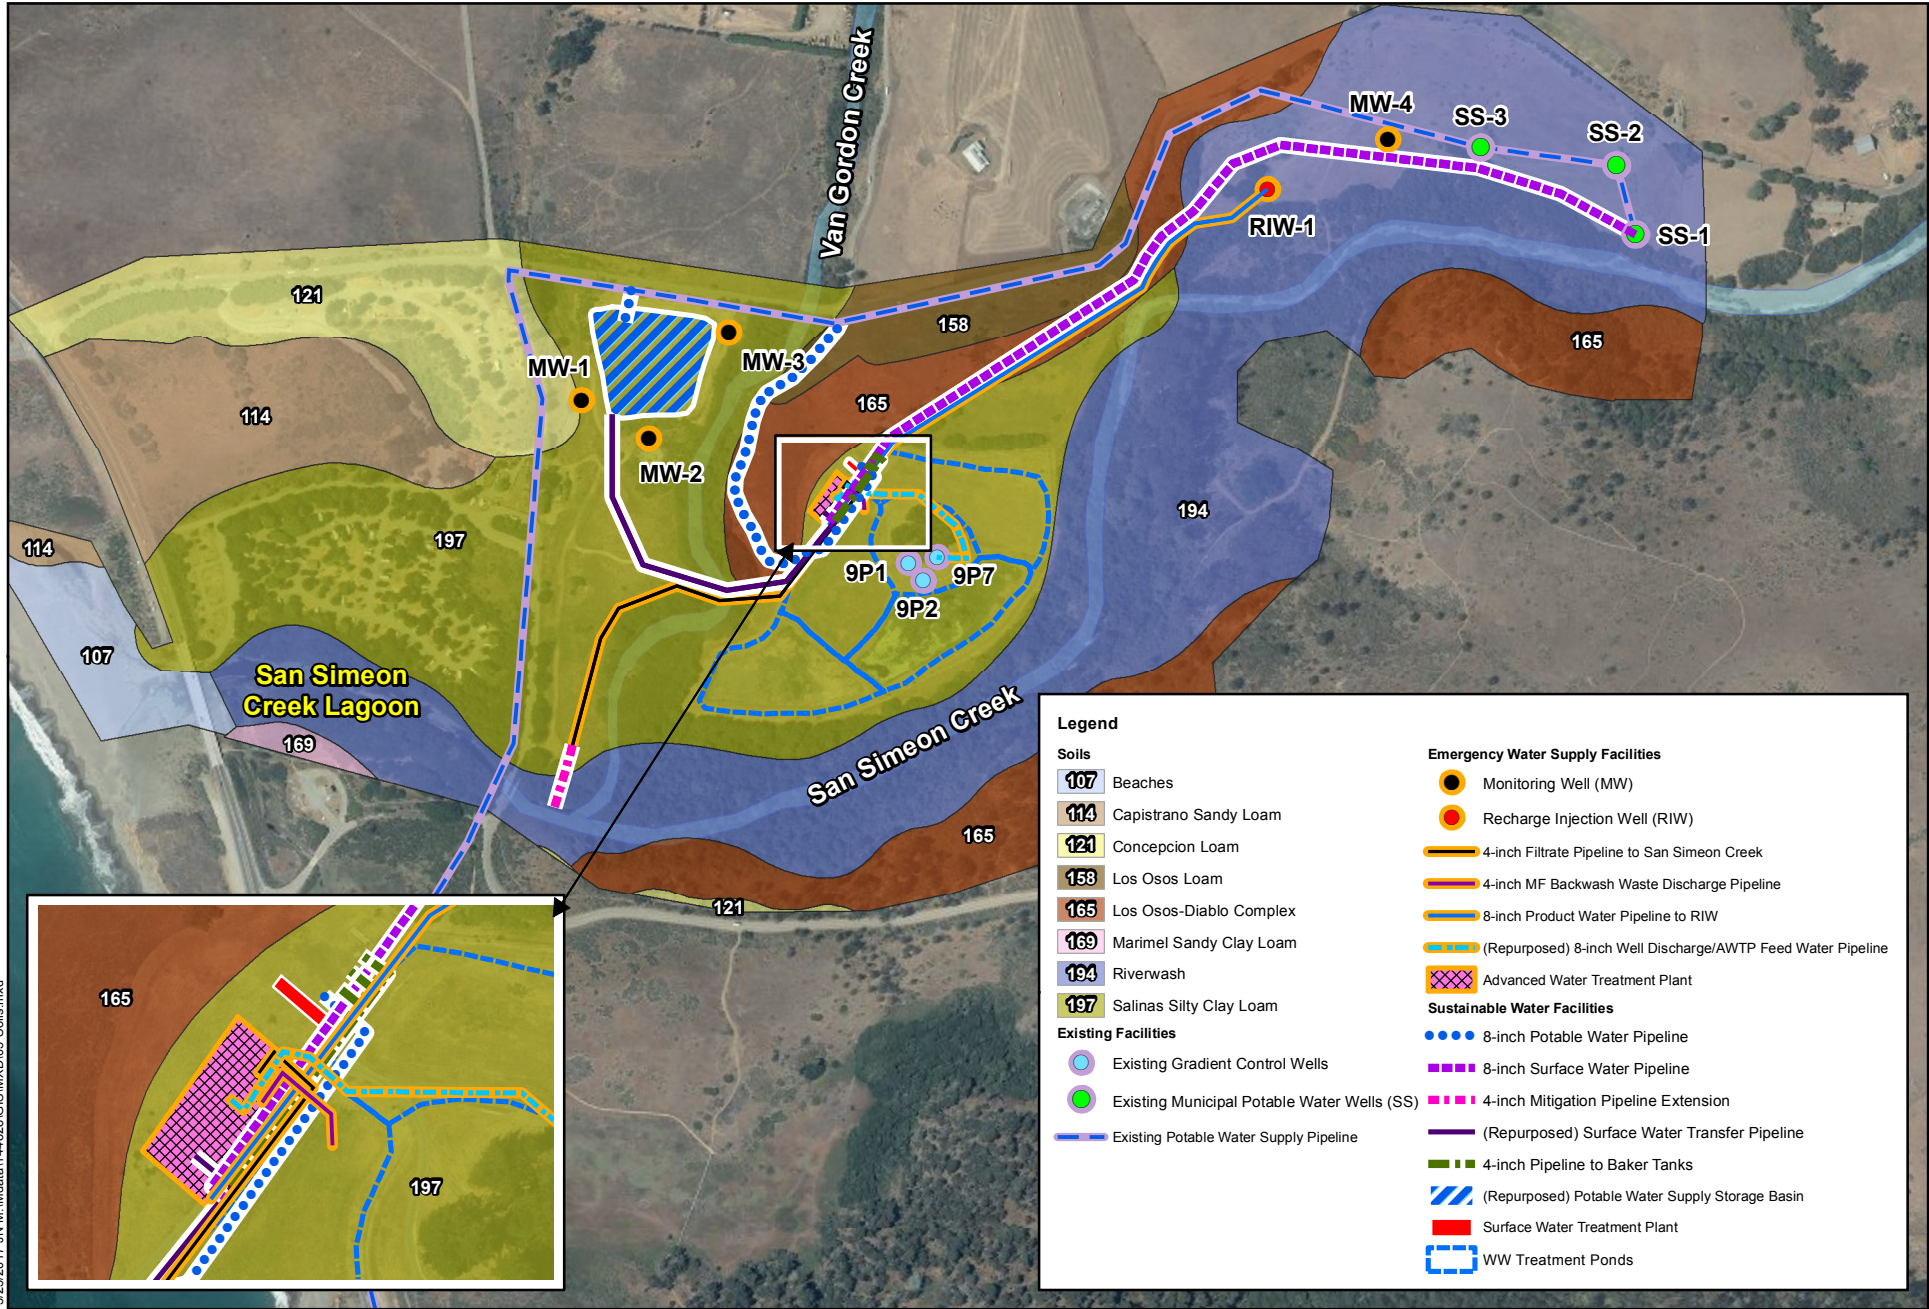 Van Gordon Creek
MW-4
SS-3
SS-2
RIW-1
SS-1
121
158
165
MW-1
MW-3
114
165
MW-2
194
197
114
9P1
9P7
9P2
107
San Simeon
Creek Lagoon
169
San Simeon Creek
165
121
165
197
Legend
Soils
107 Beaches
114 Capistrano Sandy Loam
121 Concepcion Loam
158 Los Osos Loam
165 Los Osos-Diablo Complex
169 Marimel Sandy Clay Loam
194 Riverwash
197 Salinas Silty Clay Loam
Existing Facilities
Existing Gradient Control Wells
Existing Municipal Potable Water Wells (SS)
Existing Potable Water Supply Pipeline
Emergency Water Supply Facilities
Monitoring Well (MW)
Recharge Injection Well (RIW)
4-inch Filtrate Pipeline to San Simeon Creek
4-inch MF Backwash Waste Discharge Pipeline
8-inch Product Water Pipeline to RIW
(Repurposed) 8-inch Well Discharge/AWTP Feed Water Pipeline
Advanced Water Treatment Plant
Sustainable Water Facilities
8-inch Potable Water Pipeline
8-inch Surface Water Pipeline
4-inch Mitigation Pipeline Extension
(Repurposed) Surface Water Transfer Pipeline
4-inch Pipeline to Baker Tanks
(Repurposed) Potable Water Supply Storage Basin
Surface Water Treatment Plant
WW Treatment Ponds